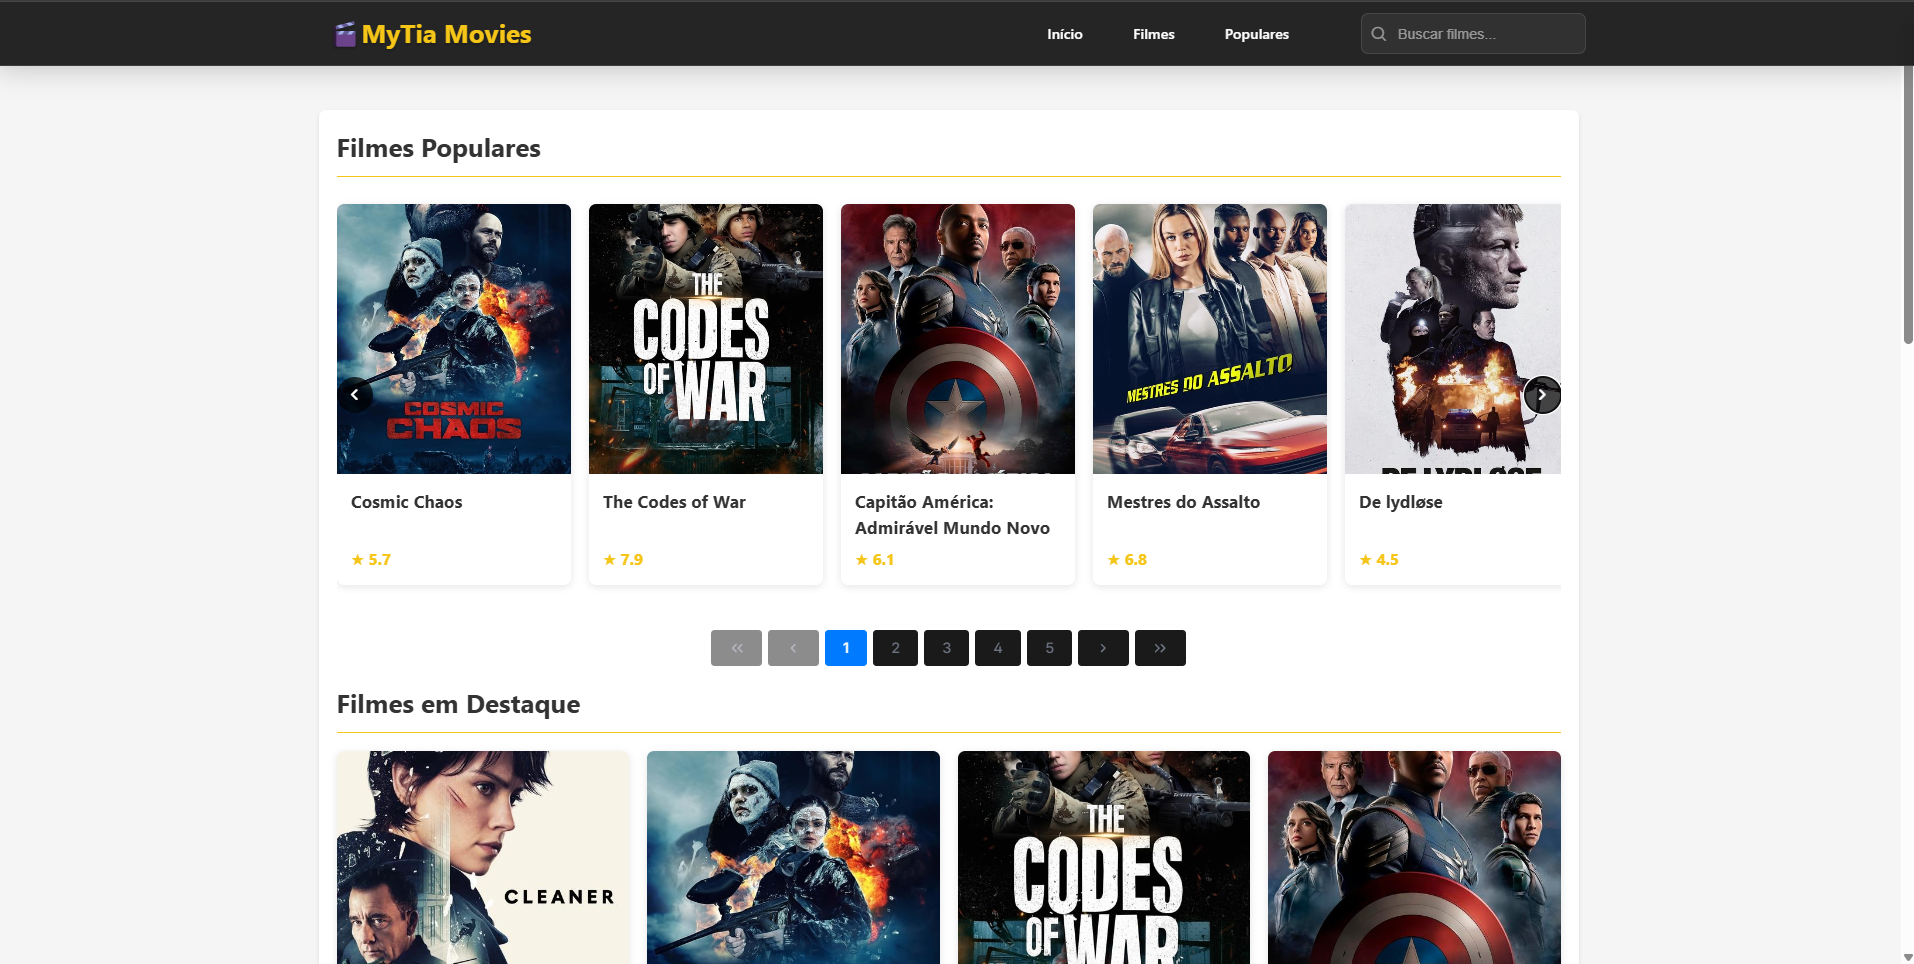 MyTia Movies
Início
Filmes
Populares
Buscar filmes...
Filmes Populares
COSMIC
CHAOS
THE
CODES
OF WAR
MESTRES DO ASSALTO
DE LYDLØSE
Cosmic Chaos
The Codes of War
Capitão América:
Admirável Mundo Novo
Mestres do Assalto
De lydløse
★ 5.7
★ 7.9
★ 6.1
★ 6.8
★ 4.5
« ‹ 1 2 3 4 5 › »
Filmes em Destaque
CLEANER
THE
CODES
OF WAR